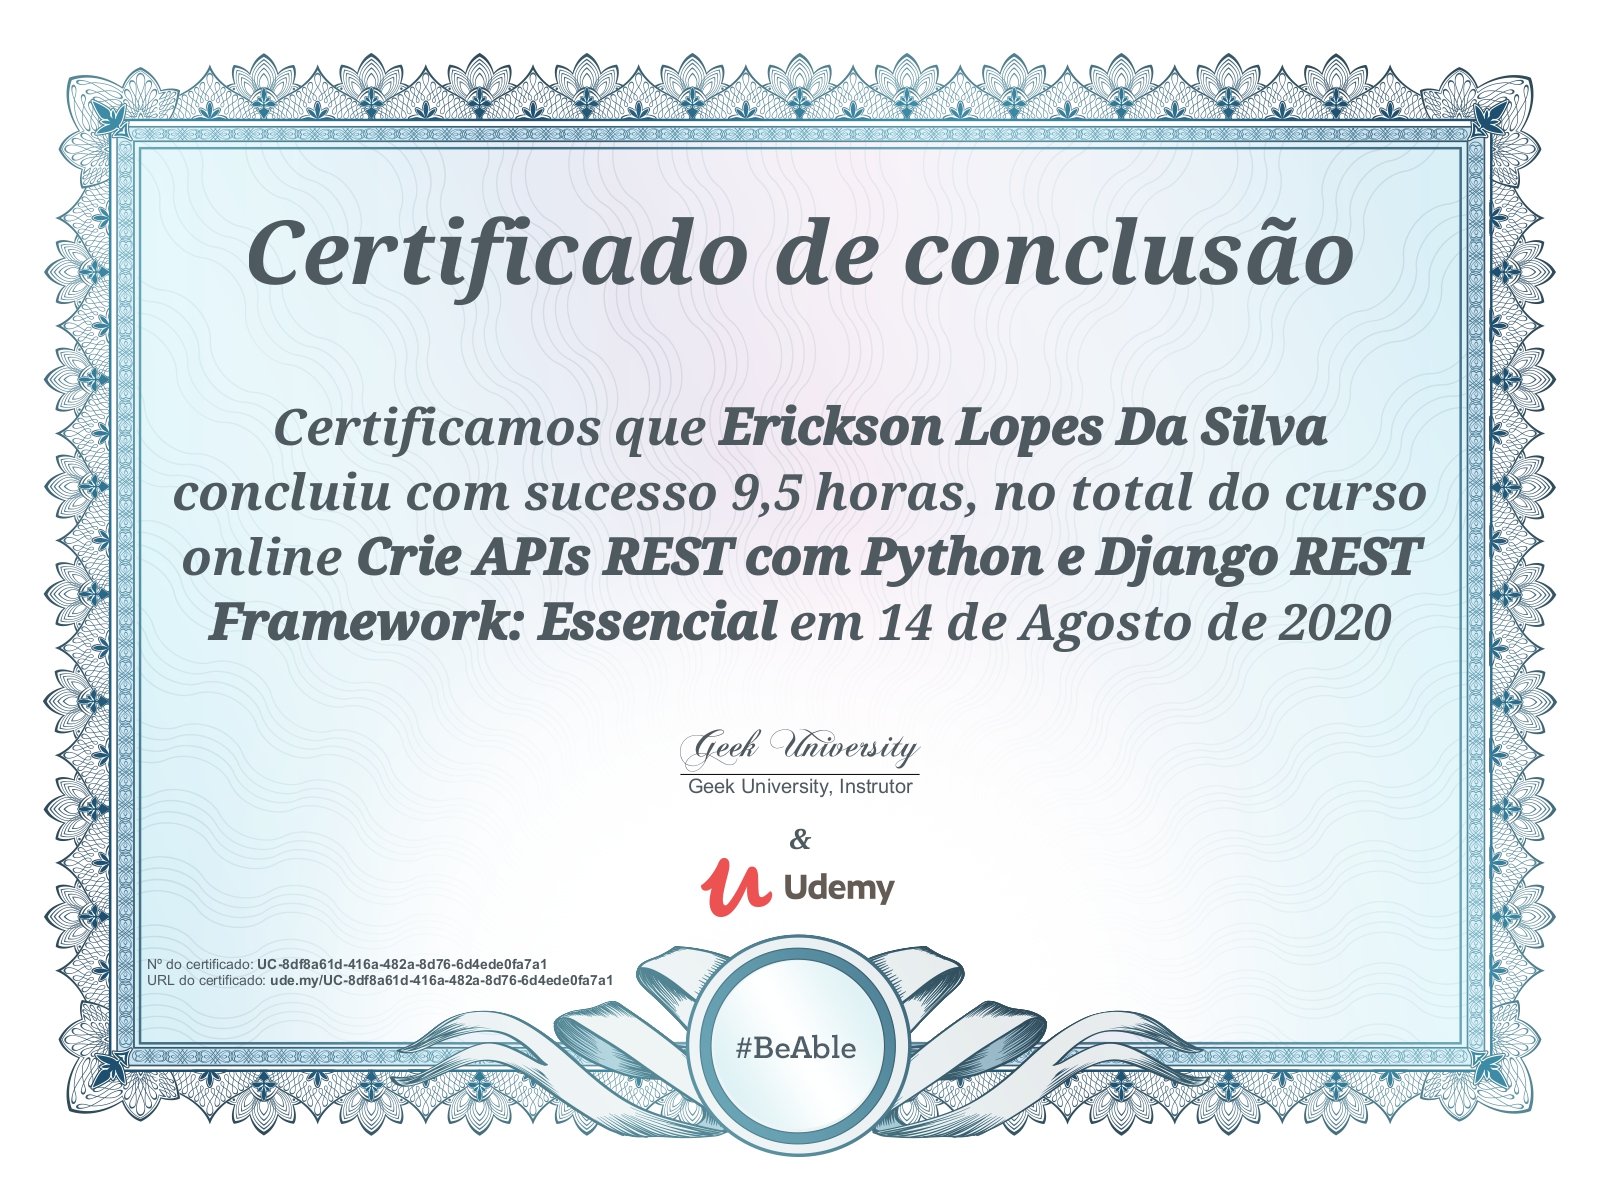 Certificado de conclusão
Certificamos que Erickson Lopes Da Silva
concluiu com sucesso 9,5 horas, no total do curso
online Crie APIs REST com Python e Django REST
Framework: Essencial em 14 de Agosto de 2020
Geek University
Geek University, Instrutor
&
Udemy
Nº do certificado: UC-8df8a61d-416a-482a-8d76-6d4ede0fa7a1
URL do certificado: ude.my/UC-8df8a61d-416a-482a-8d76-6d4ede0fa7a1
#BeAble